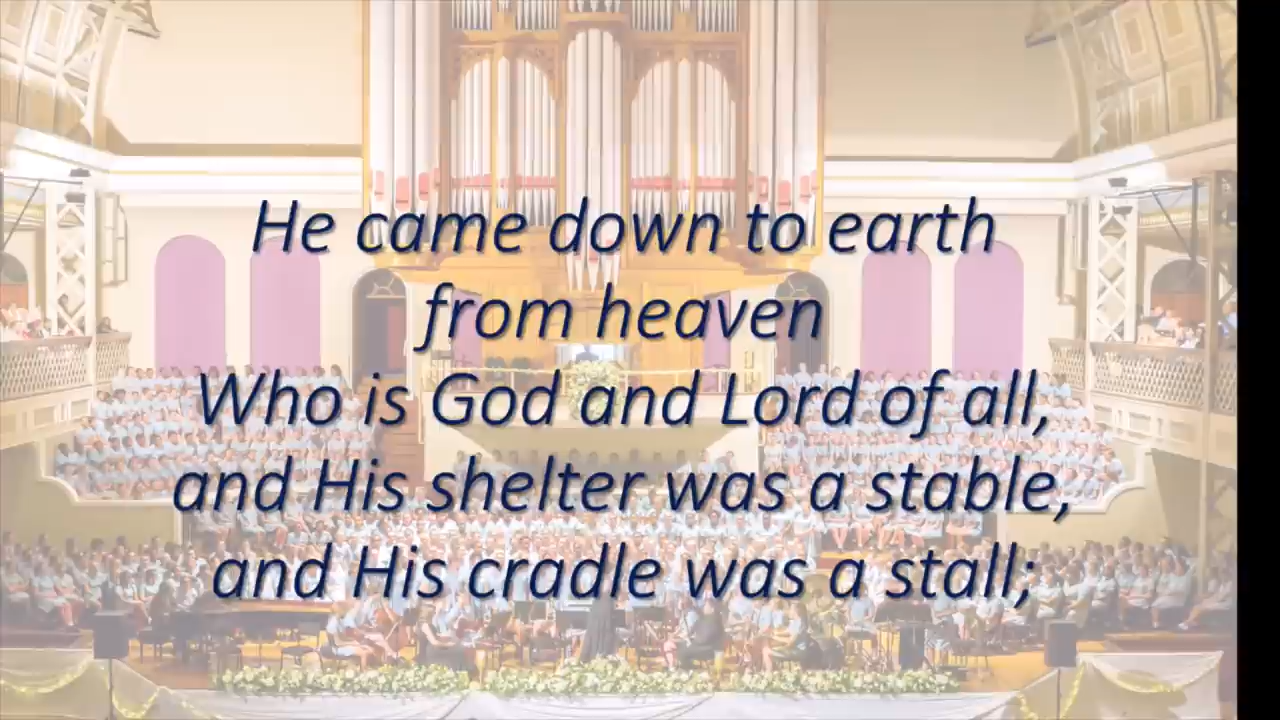 He came down to earth
from heaven
Who is God and Lord of all,
and His shelter was a stable,
and His cradle was a stall;